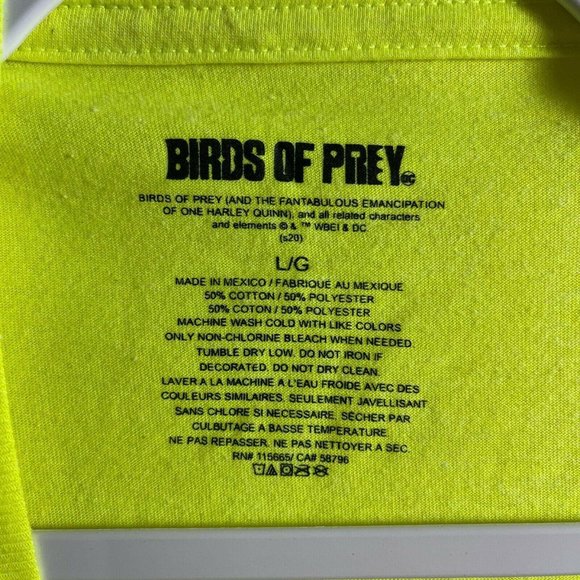 BIRDS OF PREY
DC
BIRDS OF PREY (AND THE FANTABULOUS EMANCIPATION
OF ONE HARLEY QUINN), and all related characters
and elements © & ™ WBEI & DC.
(s20)
L/G
MADE IN MEXICO / FABRIQUE AU MEXIQUE
50% COTTON / 50% POLYESTER
50% COTON / 50% POLYESTER
MACHINE WASH COLD WITH LIKE COLORS
ONLY NON-CHLORINE BLEACH WHEN NEEDED.
TUMBLE DRY LOW. DO NOT IRON IF
DECORATED. DO NOT DRY CLEAN.
LAVER A LA MACHINE A L'EAU FROIDE AVEC DES
COULEURS SIMILAIRES. SEULEMENT JAVELLISANT
SANS CHLORE SI NECESSAIRE. SÉCHER PAR
CULBUTAGE A BASSE TEMPERATURE.
NE PAS REPASSER. NE PAS NETTOYER A SEC.
RN# 115665/ CA# 58796